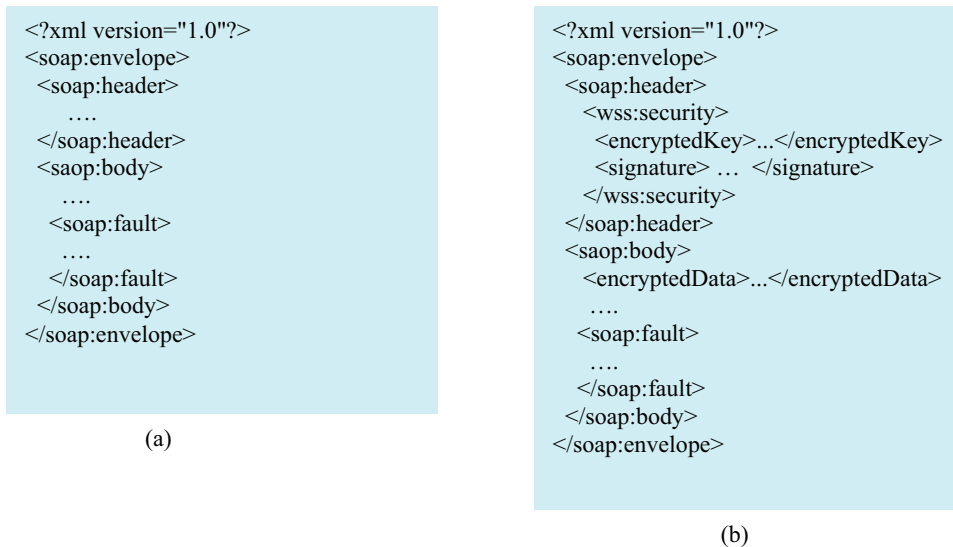 <?xml version="1.0"?>
<soap:envelope>
<soap:header>
….
</soap:header>
<saop:body>
….
<soap:fault>
….
</soap:fault>
</soap:body>
</soap:envelope>
(a)
<?xml version="1.0"?>
<soap:envelope>
<soap:header>
<wss:security>
<encryptedKey>...</encryptedKey>
<signature> … </signature>
</wss:security>
</soap:header>
<saop:body>
<encryptedData>...</encryptedData>
….
<soap:fault>
….
</soap:fault>
</soap:body>
</soap:envelope>
(b)